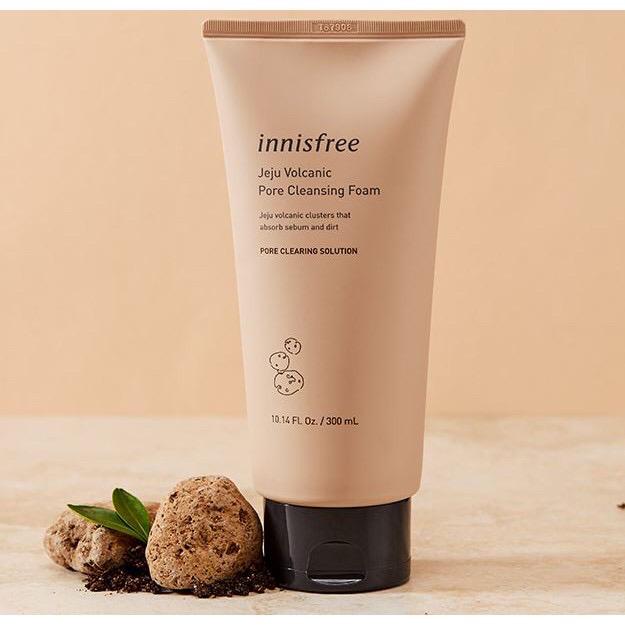 innisfree
Jeju Volcanic
Pore Cleansing Foam
Jeju volcanic clusters that
absorb sebum and dirt
PORE CLEARING SOLUTION
10.14 FL. Oz. / 300 mL